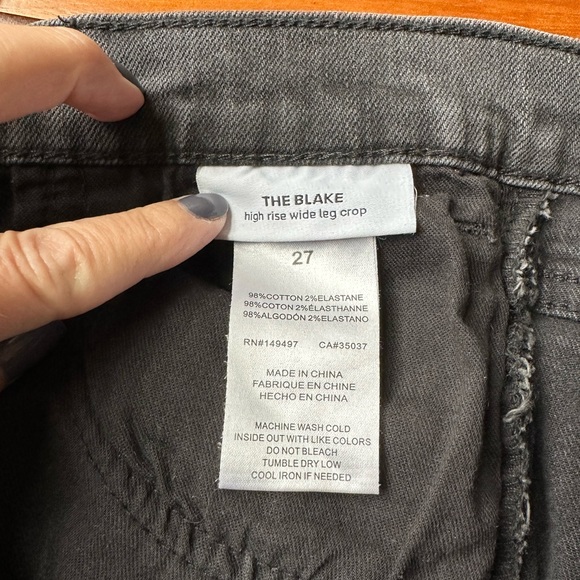 THE BLAKE
high rise wide leg crop
27
98%COTTON 2%ELASTANE
98%COTON 2%ÉLASTHANNE
98%ALGODÓN 2%ELASTANO
RN#149497 CA#35037
MADE IN CHINA
FABRIQUE EN CHINE
HECHO EN CHINA
MACHINE WASH COLD
INSIDE OUT WITH LIKE COLORS
DO NOT BLEACH
TUMBLE DRY LOW
COOL IRON IF NEEDED